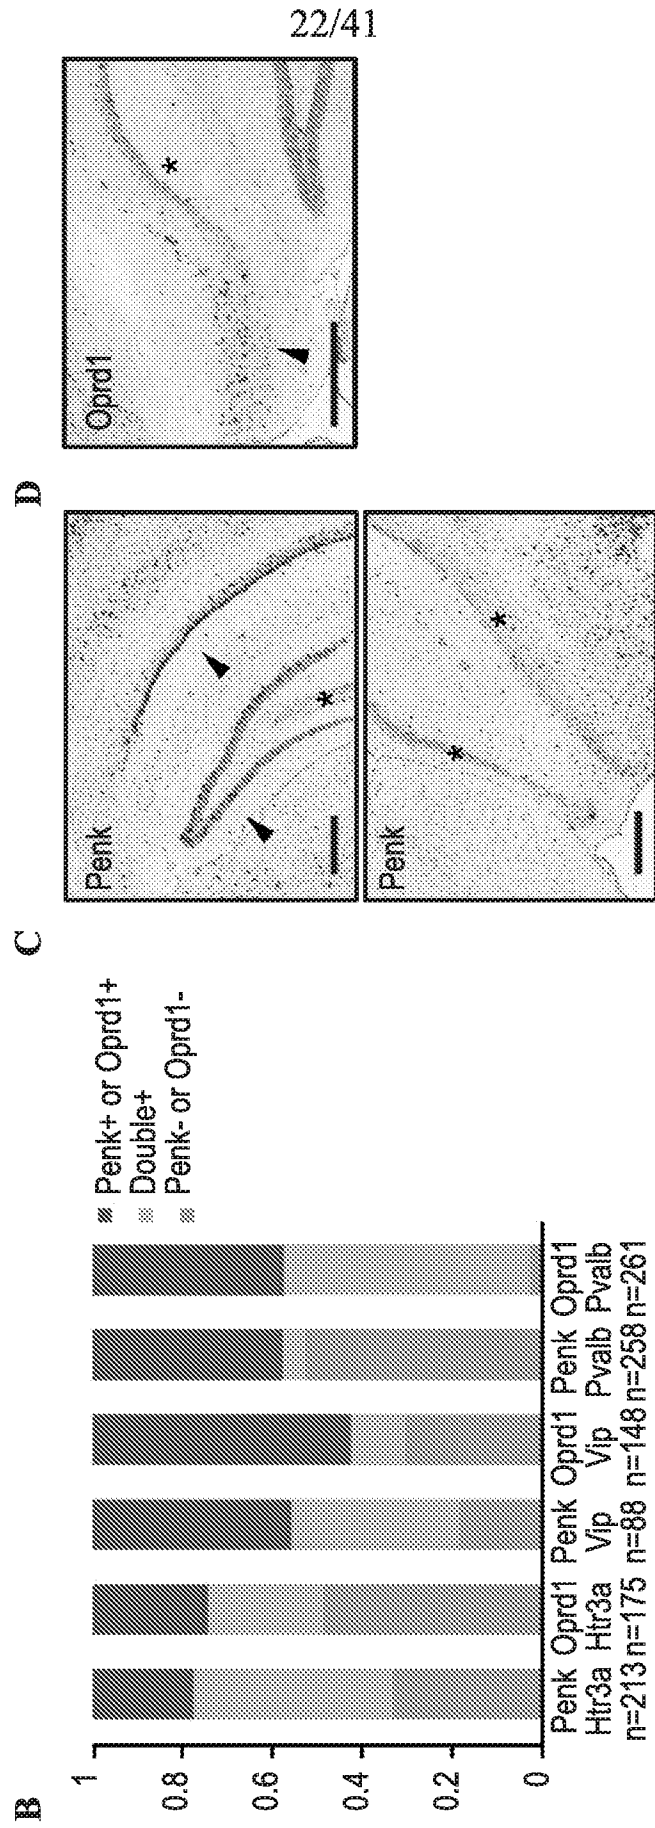 22/41
B
1
0.8
0.6
0.4
0.2
0
Penk Oprd1 Penk Oprd1 Penk Oprd1
Htr3a Htr3a Vip Vip Pvalb Pvalb
n=213 n=175 n=88 n=148 n=258 n=261
Penk+ or Oprd1+
Double+
Penk- or Oprd1-
C
Penk
*
Penk
*
*
D
Oprd1
*